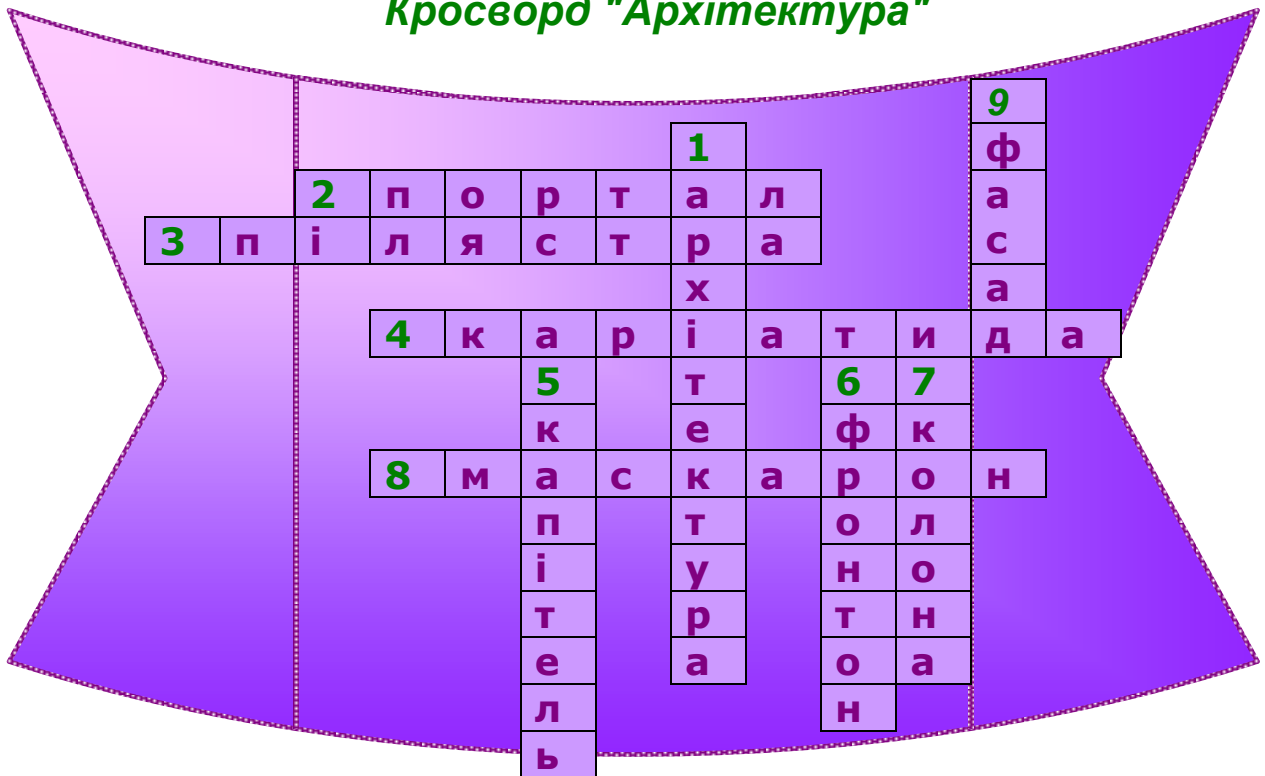 Кросворд "Архітектура"
9
1 ф
2 п о р т а л а
3 п і л я с т р а с
х а
4 к а р і а т и д а
5 т 6 7
к е ф к
8 м а с к а р о н
п т о л
і у н о
т р т н
е а о а
л н
ь